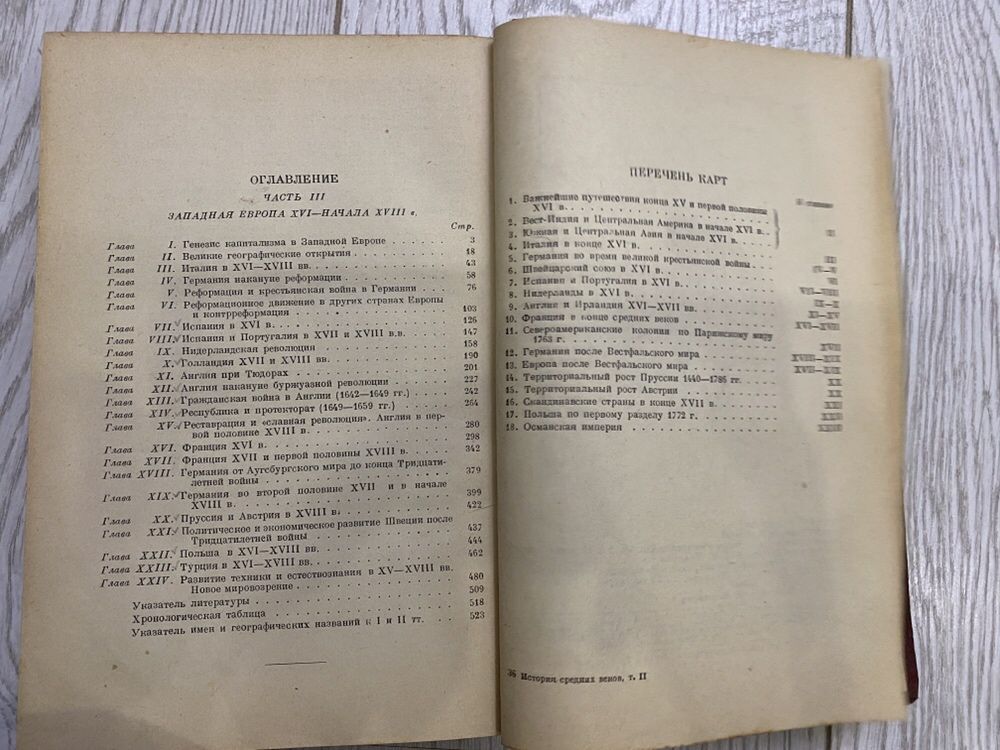 ОГЛАВЛЕНИЕ
ЧАСТЬ III
ЗАПАДНАЯ ЕВРОПА XVI—НАЧАЛА XVIII в.
Стр.
Глава I. Генезис капитализма в Западной Европе . . . . . . . 3
Глава II. Великие географические открытия . . . . . . . . . . 18
Глава III. Италия в XVI—XVIII вв. . . . . . . . . . . . . . . 43
Глава IV. Германия накануне реформации . . . . . . . . . . 58
Глава V. Реформация и крестьянская война в Германии . . . . 76
Глава VI. Реформационное движение в других странах Европы
и контрреформация . . . . . . . . . . . . . . . 103
Глава VII. Испания в XVI в. . . . . . . . . . . . . . . . . 126
Глава VIII. Испания и Португалия в XVII и XVIII в.в. . . . . 147
Глава IX. Нидерландская революция . . . . . . . . . . . . 158
Глава X. Голландия XVII и XVIII вв. . . . . . . . . . . . . 190
Глава XI. Англия при Тюдорах . . . . . . . . . . . . . . . 201
Глава XII. Англия накануне буржуазной революции . . . . . . 227
Глава XIII. Гражданская война в Англии (1642—1649 гг.) . . . . 242
Глава XIV. Республика и протекторат (1649—1659 гг.) . . . . . 264
Глава XV. Реставрация и «славная революция». Англия в пер-
вой половине XVIII в. . . . . . . . . . . . . . . 280
Глава XVI. Франция XVI в. . . . . . . . . . . . . . . . . . 298
Глава XVII. Франция XVII и первой половины XVIII в. . . . . . 342
Глава XVIII. Германия от Аугсбургского мира до конца Тридцати-
летней войны . . . . . . . . . . . . . . . . . . 379
Глава XIX. Германия во второй половине XVII и в начале
XVIII в. . . . . . . . . . . . . . . . . . . . . 399
Глава XX. Пруссия и Австрия в XVIII в. . . . . . . . . . . . 422
Глава XXI. Политическое и экономическое развитие Швеции после
Тридцатилетней войны . . . . . . . . . . . . . . 437
Глава XXII. Польша в XVI—XVIII вв. . . . . . . . . . . . . . 444
Глава XXIII. Турция в XVI—XVIII вв. . . . . . . . . . . . . . 462
Глава XXIV. Развитие техники и естествознания в XV—XVIII вв.
Новое мировоззрение . . . . . . . . . . . . . . . 480
Указатель литературы . . . . . . . . . . . . . . . . . . . 509
Хронологическая таблица . . . . . . . . . . . . . . . . . . 518
Указатель имен и географических названий к I и II тт. . . . 523
ПЕРЕЧЕНЬ КАРТ
1. Важнейшие путешествия конца XV и первой половины
XVI в. . . . . . . . . . . . . . . . . . . .
2. Вест-Индия и Центральная Америка в начале XVI в. . .
3. Южная и Центральная Азия в начале XVI в. . . . .
4. Италия в конце XVI в. . . . . . . . . . . . . . .
5. Германия во время великой крестьянской войны . . . .
6. Швейцарский союз в XVI в. . . . . . . . . . . . .
7. Испания и Португалия в XVI в. . . . . . . . . . .
8. Нидерланды в XVI в. . . . . . . . . . . . . . . .
9. Англия и Ирландия XVI—XVII вв. . . . . . . . . .
10. Франция в конце средних веков . . . . . . . . . .
11. Североамериканские колонии по Парижскому миру
1763 г. . . . . . . . . . . . . . . . . . . .
12. Германия после Вестфальского мира . . . . . . . .
13. Европа после Вестфальского мира . . . . . . . . .
14. Территориальный рост Пруссии 1440—1786 гг. . . . .
15. Территориальный рост Австрии . . . . . . . . . . XX
16. Скандинавские страны в конце XVII в. . . . . . .
17. Польша по первому разделу 1772 г. . . . . . . . .
18. Османская империя . . . . . . . . . . . . . . .
36 История средних веков, т. II